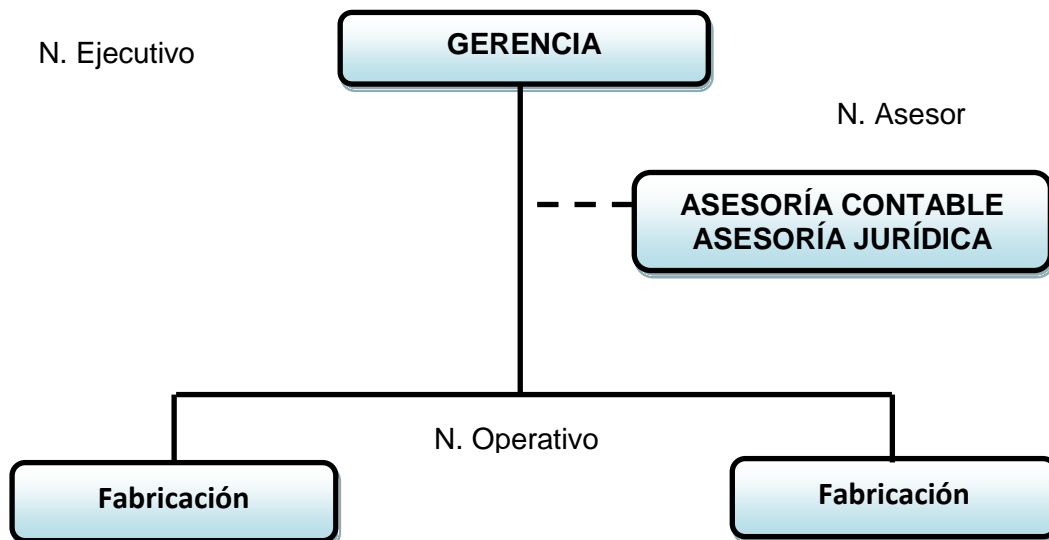 GERENCIA
N. Ejecutivo
N. Asesor
ASESORÍA CONTABLE
ASESORÍA JURÍDICA
N. Operativo
Fabricación
Fabricación